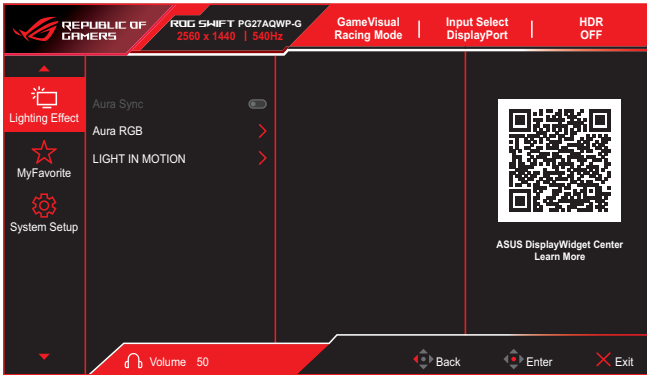 REPUBLIC OF
GAMERS
ROG SWIFT PG27AQWP-G
2560 x 1440 | 540Hz
GameVisual
Racing Mode
Input Select
DisplayPort
HDR
OFF
Lighting Effect
MyFavorite
System Setup
Aura Sync
Aura RGB
LIGHT IN MOTION
ASUS DisplayWidget Center
Learn More
Volume 50
Back
Enter
Exit